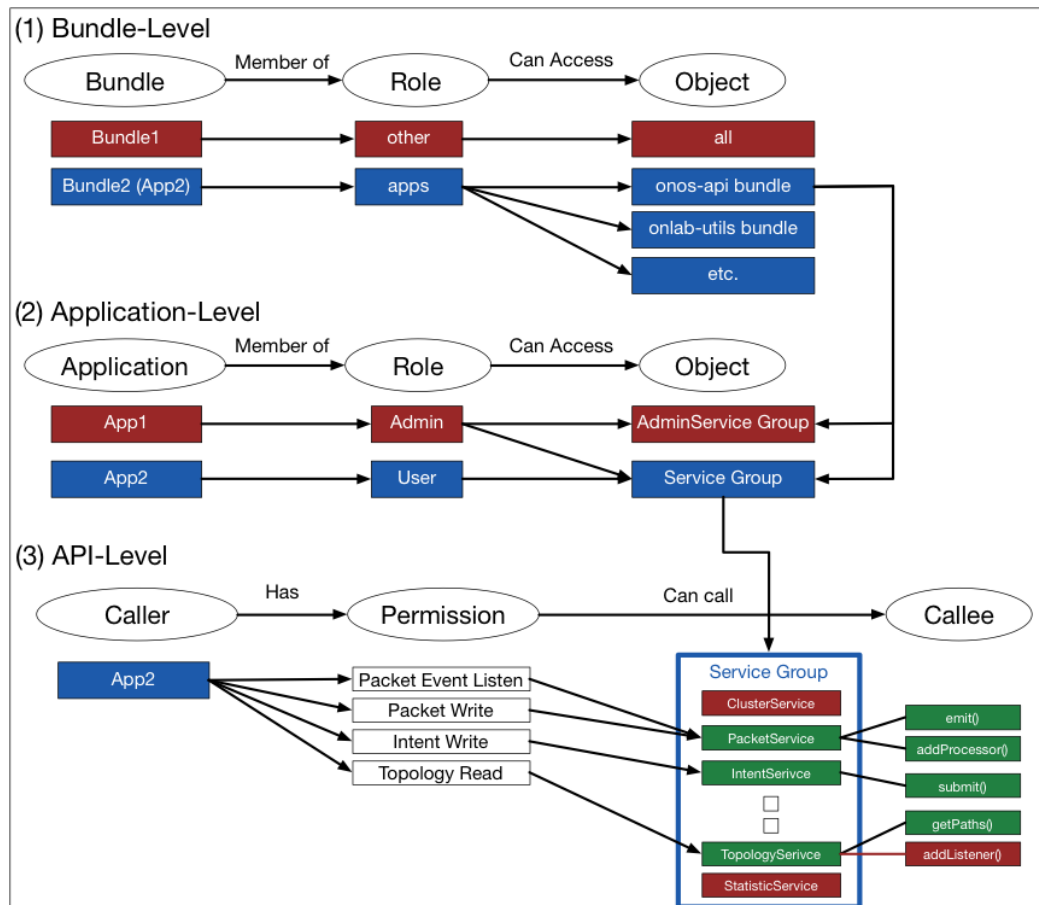 (1) Bundle-Level
Member of
Can Access
Bundle
Role
Object
Bundle1
other
all
Bundle2 (App2)
apps
onos-api bundle
onlab-utils bundle
etc.
(2) Application-Level
Member of
Can Access
Application
Role
Object
App1
Admin
AdminService Group
App2
User
Service Group
(3) API-Level
Has
Can call
Caller
Permission
Callee
App2
Packet Event Listen
Packet Write
Intent Write
Topology Read
Service Group
ClusterService
PacketService
IntentSerivce
TopologySerivce
StatisticService
emit()
addProcessor()
submit()
getPaths()
addListener()